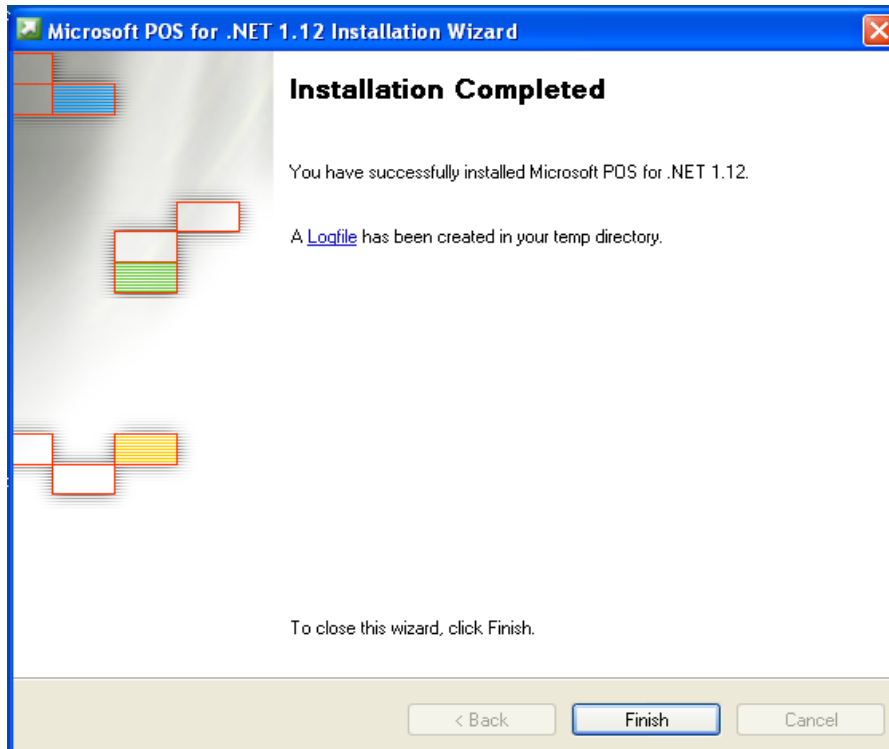 Microsoft POS for .NET 1.12 Installation Wizard
Installation Completed
You have successfully installed Microsoft POS for .NET 1.12.
A Logfile has been created in your temp directory.
To close this wizard, click Finish.
< Back
Finish
Cancel